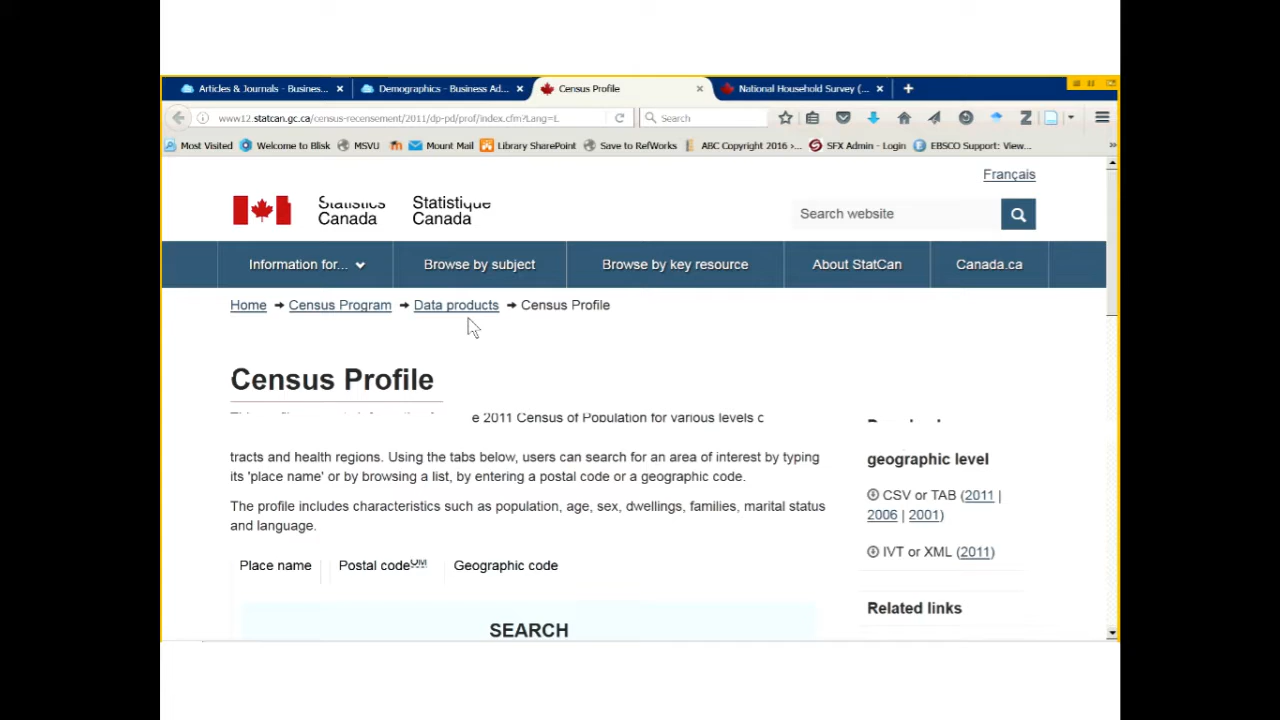 Articles & Journals - Busines...
Demographics - Business Ad...
Census Profile
National Household Survey (...
www12.statcan.gc.ca/census-recensement/2011/dp-pd/prof/index.cfm?Lang=E
Search
Most Visited
Welcome to Blisk
MSVU
Mount Mail
Library SharePoint
Save to RefWorks
ABC Copyright 2016 >...
SFX Admin - Login
EBSCO Support: View...
Français
Statistics Canada
Statistique Canada
Search website
Information for...
Browse by subject
Browse by key resource
About StatCan
Canada.ca
Home → Census Program → Data products → Census Profile
Census Profile
2011 Census of Population for various levels
tracts and health regions. Using the tabs below, users can search for an area of interest by typing
its 'place name' or by browsing a list, by entering a postal code or a geographic code.
The profile includes characteristics such as population, age, sex, dwellings, families, marital status
and language.
Place name
Postal code
Geographic code
SEARCH
geographic level
CSV or TAB (2011 |
2006 | 2001)
IVT or XML (2011)
Related links